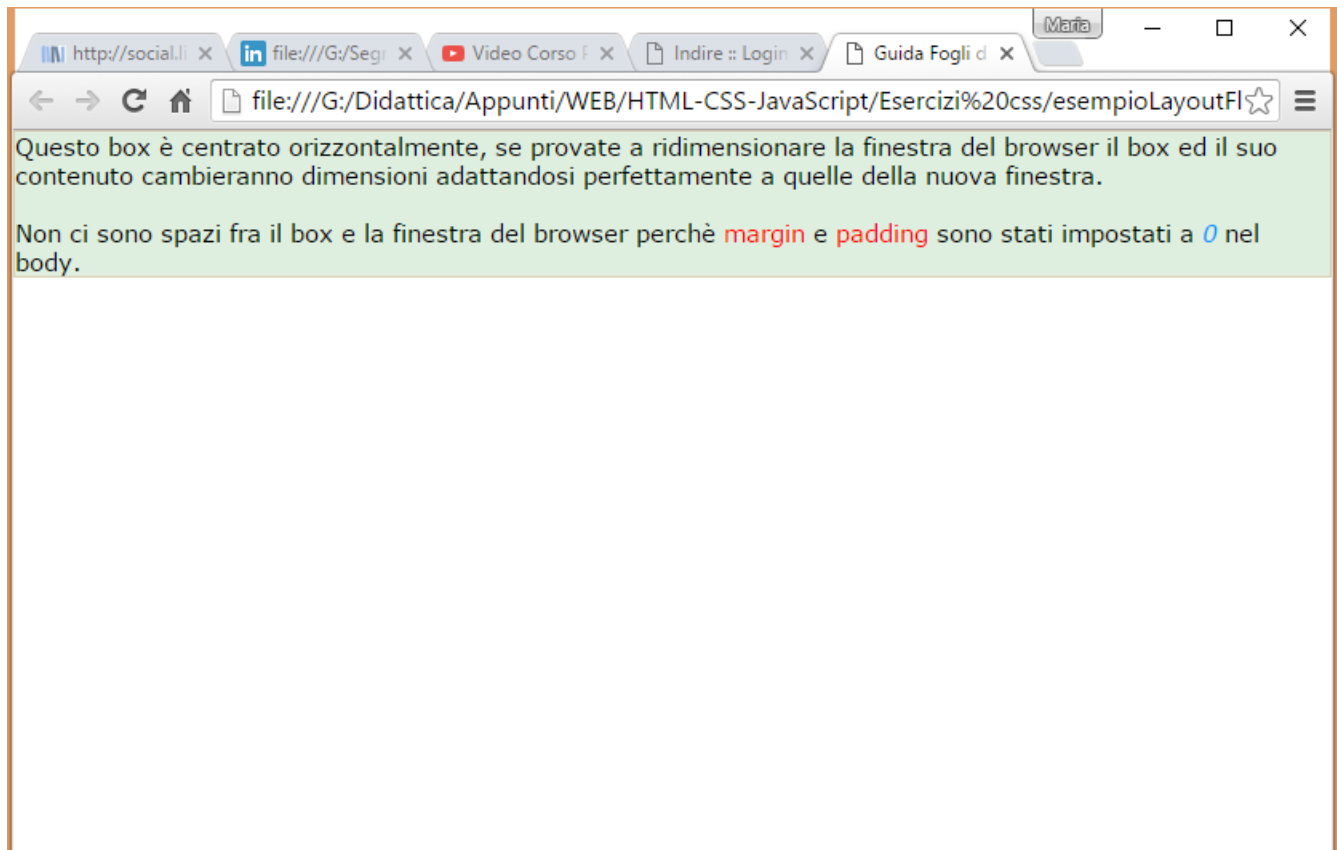 Maria
http://social.li
file:///G:/Segr
Video Corso F
Indire :: Login
Guida Fogli d
file:///G:/Didattica/Appunti/WEB/HTML-CSS-JavaScript/Esercizi%20css/esempioLayoutFl
Questo box è centrato orizzontalmente, se provate a ridimensionare la finestra del browser il box ed il suo
contenuto cambieranno dimensioni adattandosi perfettamente a quelle della nuova finestra.
Non ci sono spazi fra il box e la finestra del browser perchè margin e padding sono stati impostati a 0 nel
body.